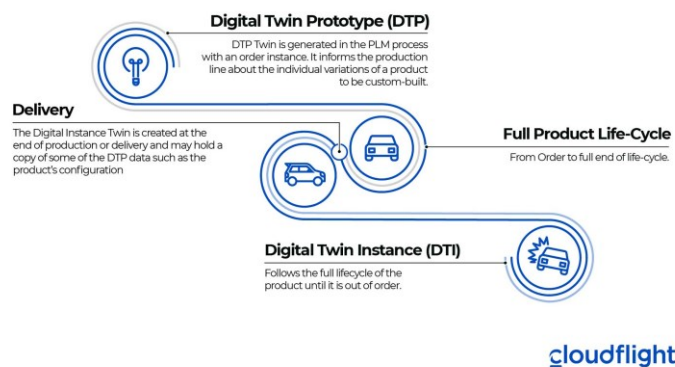 Digital Twin Prototype (DTP)
DTP Twin is generated in the PLM process
with an order instance. It informs the production
line about the individual variations of a product
to be custom-built.
Delivery
The Digital Instance Twin is created at the
end of production or delivery and may hold a
copy of some of the DTP data such as the
product's configuration
Full Product Life-Cycle
From Order to full end of life-cycle.
Digital Twin Instance (DTI)
Follows the full lifecycle of the
product until it is out of order.
cloudflight